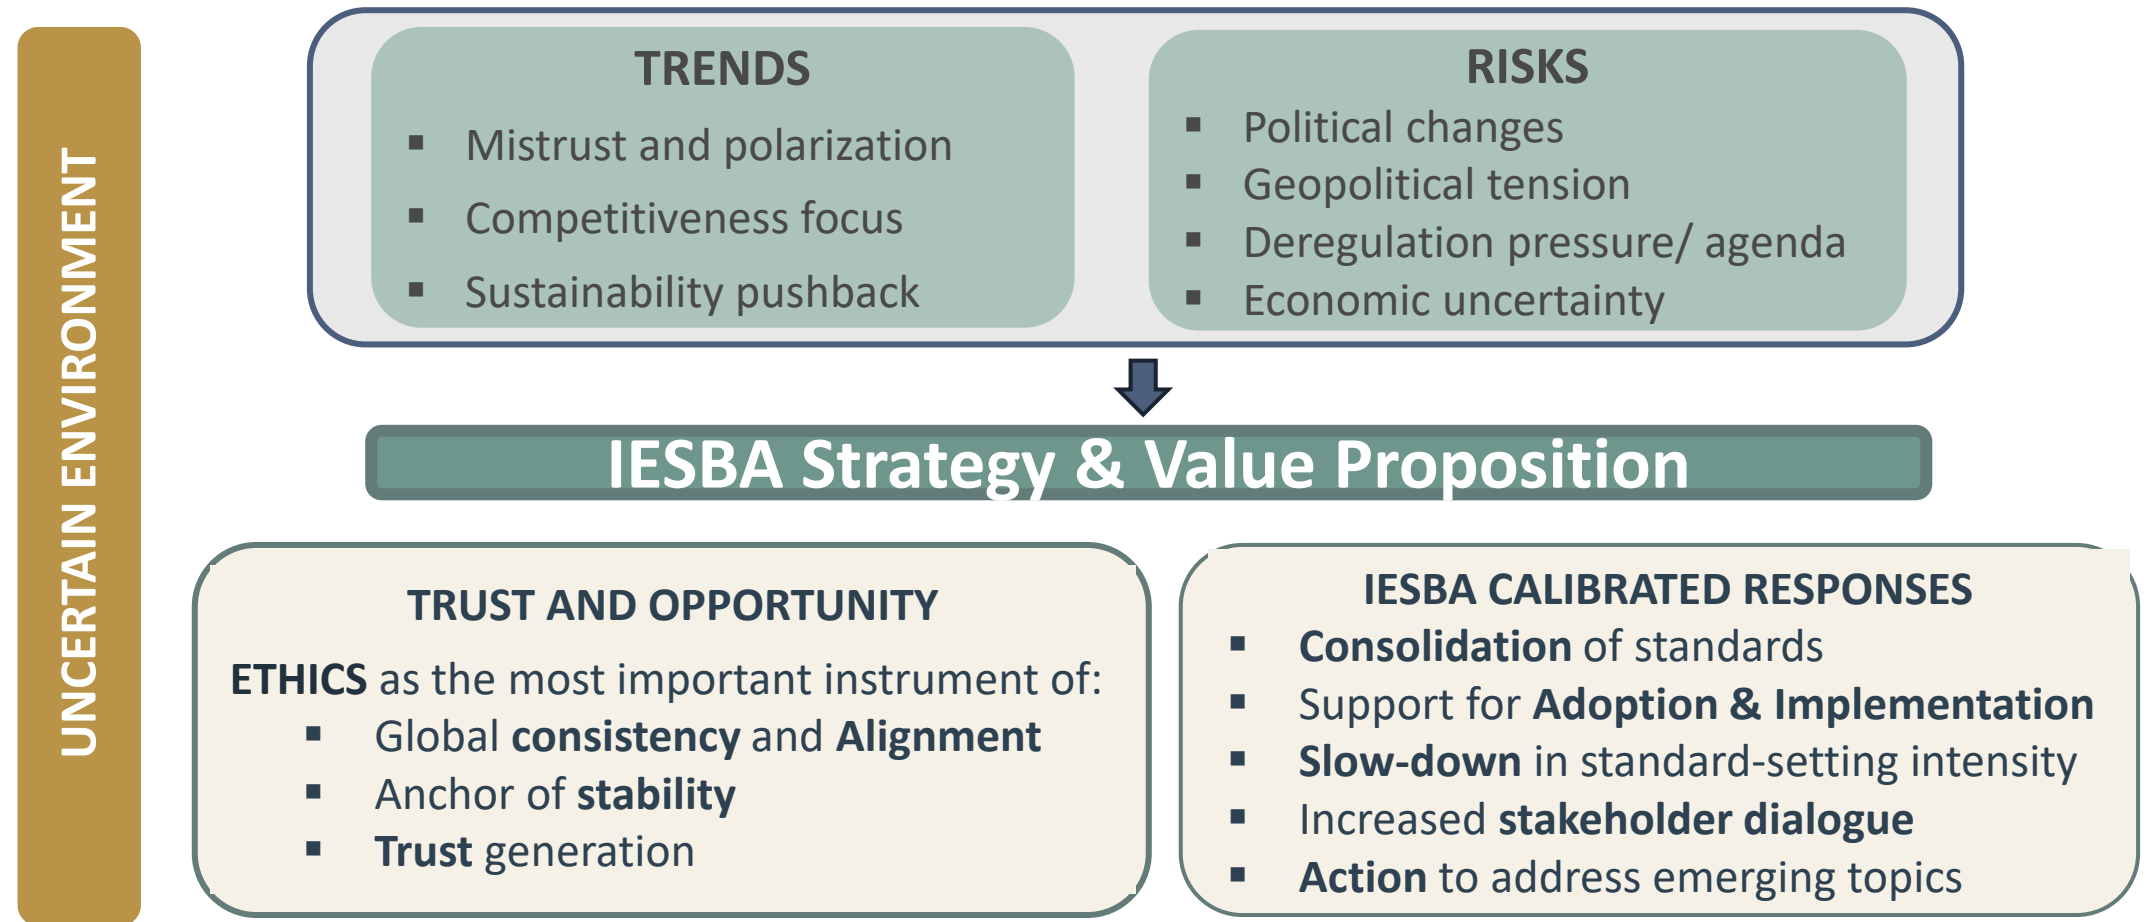 UNCERTAIN ENVIRONMENT
TRENDS
▪ Mistrust and polarization
▪ Competitiveness focus
▪ Sustainability pushback
RISKS
▪ Political changes
▪ Geopolitical tension
▪ Deregulation pressure/ agenda
▪ Economic uncertainty
IESBA Strategy & Value Proposition
TRUST AND OPPORTUNITY
ETHICS as the most important instrument of:
▪ Global consistency and Alignment
▪ Anchor of stability
▪ Trust generation
IESBA CALIBRATED RESPONSES
▪ Consolidation of standards
▪ Support for Adoption & Implementation
▪ Slow-down in standard-setting intensity
▪ Increased stakeholder dialogue
▪ Action to address emerging topics